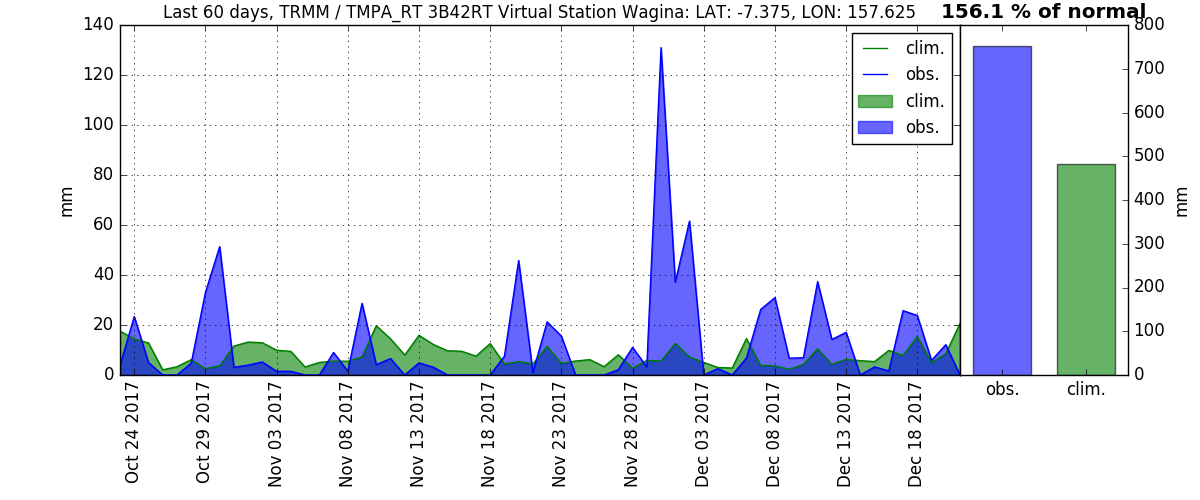 Last 60 days, TRMM / TMPA_RT 3B42RT Virtual Station Wagina: LAT: -7.375, LON: 157.625
156.1 % of normal
140
120
100
80
60
40
20
0
mm
clim.
obs.
clim.
obs.
Oct 24 2017
Oct 29 2017
Nov 03 2017
Nov 08 2017
Nov 13 2017
Nov 18 2017
Nov 23 2017
Nov 28 2017
Dec 03 2017
Dec 08 2017
Dec 13 2017
Dec 18 2017
800
700
600
500
400
300
200
100
0
mm
obs.
clim.